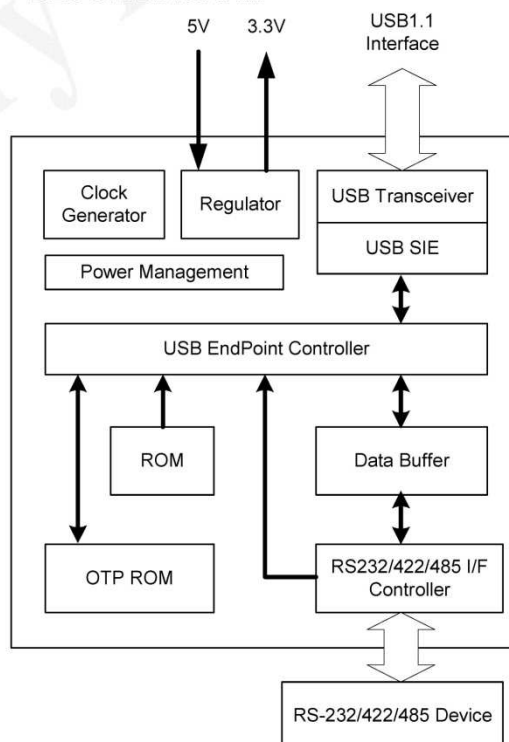 5V 3.3V USB1.1
Interface
Clock
Generator
Regulator
USB Transceiver
USB SIE
Power Management
USB EndPoint Controller
ROM
Data Buffer
OTP ROM
RS232/422/485 I/F
Controller
RS-232/422/485 Device